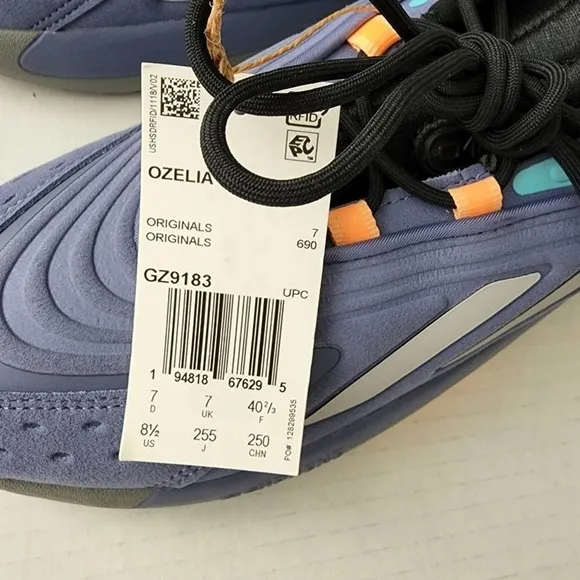 USHSDRFID/1118/V02
RFID
EPC
OZELIA
ORIGINALS 7
ORIGINALS 690
GZ9183
UPC
1 94818 67629 5
7 7 40⅔
D UK F
8½ 255 250
US J CHN
PO# 128299535